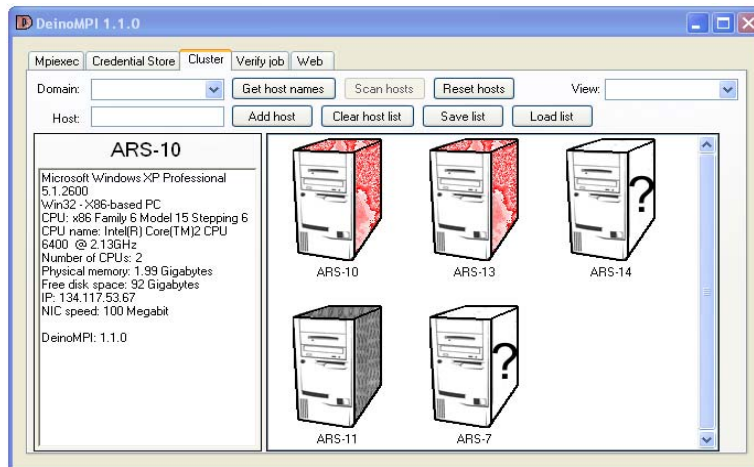 DeinoMPI 1.1.0
Mpiexec Credential Store Cluster Verify job Web
Domain: Get host names Scan hosts Reset hosts View:
Host: Add host Clear host list Save list Load list
ARS-10
Microsoft Windows XP Professional
5.1.2600
Win32 - X86-based PC
CPU: x86 Family 6 Model 15 Stepping 6
CPU name: Intel(R) Core(TM)2 CPU
6400 @ 2.13GHz
Number of CPUs: 2
Physical memory: 1.99 Gigabytes
Free disk space: 92 Gigabytes
IP: 134.117.53.67
NIC speed: 100 Megabit
DeinoMPI: 1.1.0
?
ARS-10 ARS-13 ARS-14
?
ARS-11 ARS-7